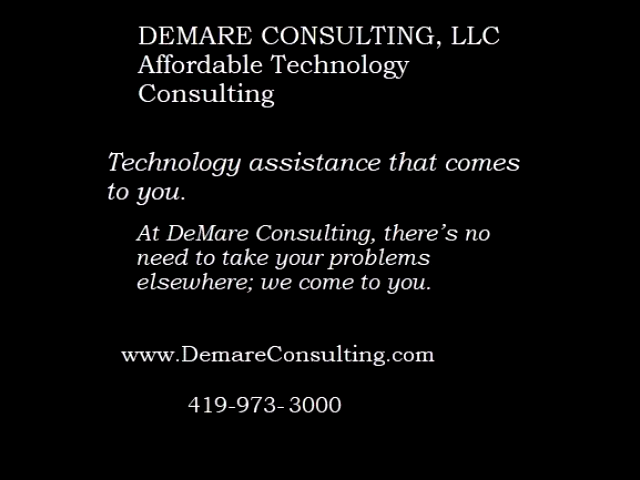 DEMARE CONSULTING, LLC
Affordable Technology
Consulting
Technology assistance that comes
to you.
At DeMare Consulting, there's no
need to take your problems
elsewhere; we come to you.
www.DemareConsulting.com
419-973-3000